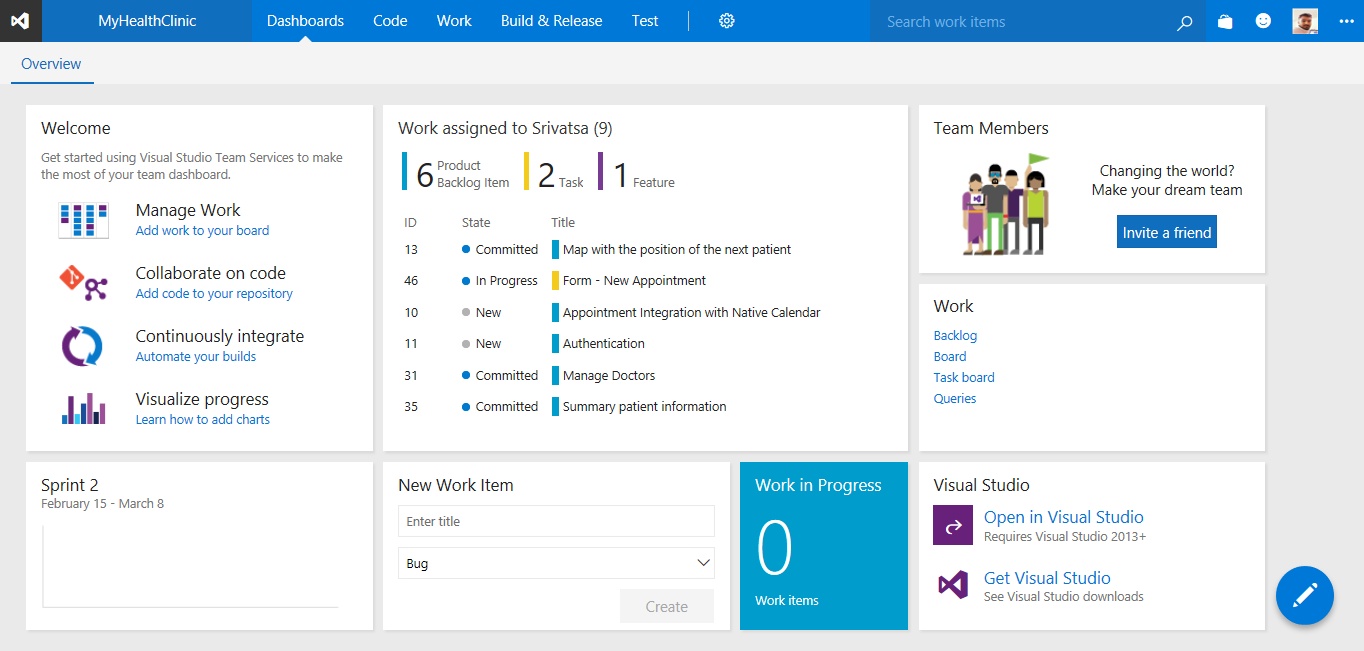 MyHealthClinic
Dashboards Code Work Build & Release Test
Search work items
Overview
Welcome
Get started using Visual Studio Team Services to make
the most of your team dashboard.
Manage Work
Add work to your board
Collaborate on code
Add code to your repository
Continuously integrate
Automate your builds
Visualize progress
Learn how to add charts
Work assigned to Srivatsa (9)
6 Product
Backlog Item
2 Task
1 Feature
ID State Title
13 Committed Map with the position of the next patient
46 In Progress Form - New Appointment
10 New Appointment Integration with Native Calendar
11 New Authentication
31 Committed Manage Doctors
35 Committed Summary patient information
Team Members
Changing the world?
Make your dream team
Invite a friend
Work
Backlog
Board
Task board
Queries
Sprint 2
February 15 - March 8
New Work Item
Enter title
Bug
Create
Work in Progress
0
Work items
Visual Studio
Open in Visual Studio
Requires Visual Studio 2013+
Get Visual Studio
See Visual Studio downloads